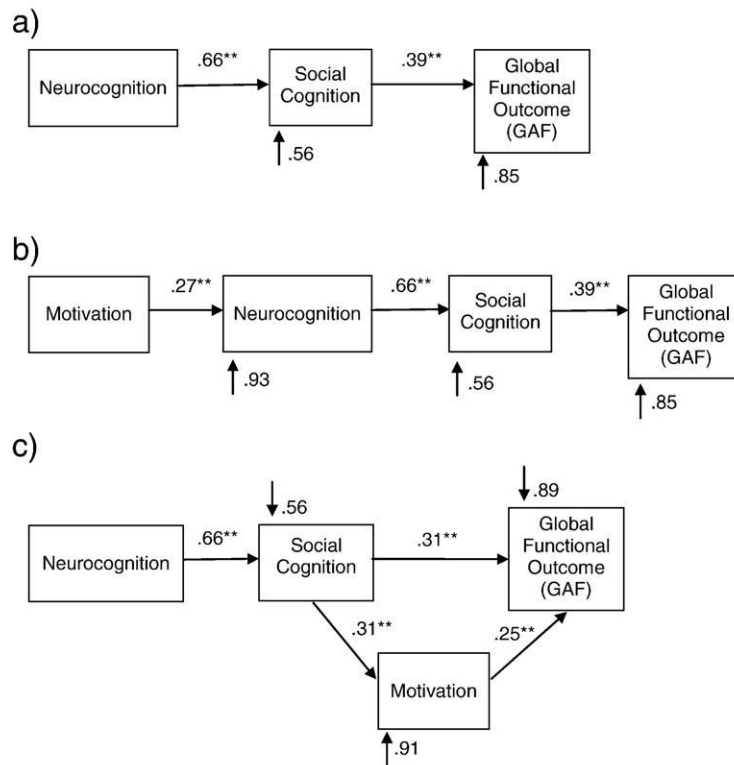 a)
Neurocognition
.66**
Social
Cognition
.39**
Global
Functional
Outcome
(GAF)
.56
.85
b)
Motivation
.27**
Neurocognition
.66**
Social
Cognition
.39**
Global
Functional
Outcome
(GAF)
.93
.56
.85
c)
.56
.89
Neurocognition
.66**
Social
Cognition
.31**
Global
Functional
Outcome
(GAF)
.31**
.25**
Motivation
.91